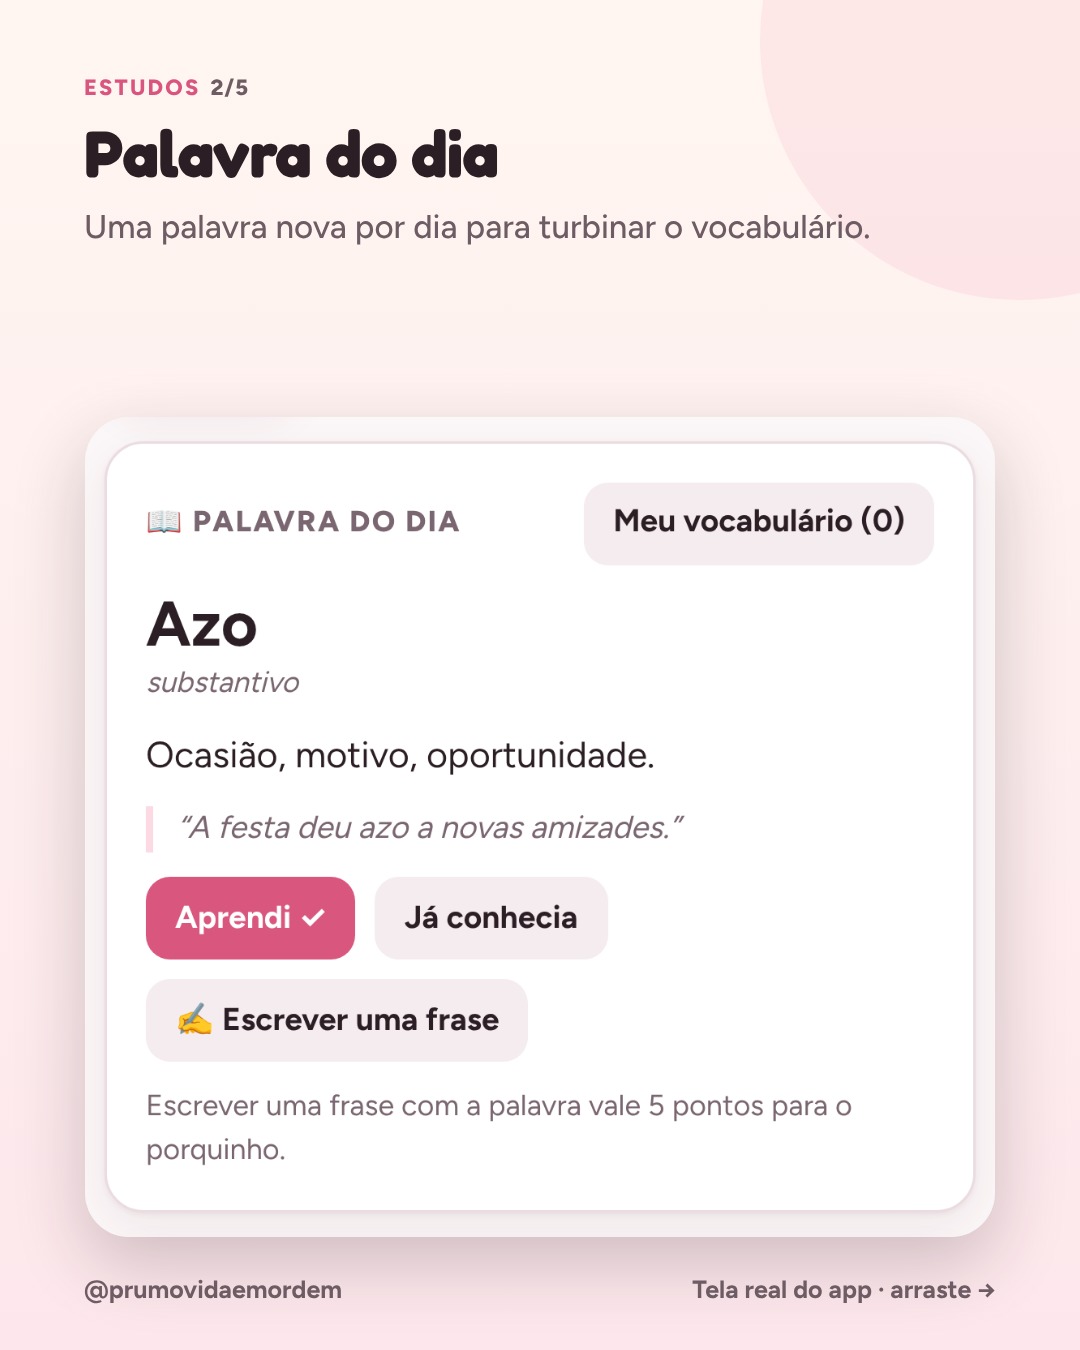 ESTUDOS 2/5
Palavra do dia
Uma palavra nova por dia para turbinar o vocabulário.
📖 PALAVRA DO DIA
Meu vocabulário (0)
Azo
substantivo
Ocasião, motivo, oportunidade.
“A festa deu azo a novas amizades.”
Aprendi ✓
Já conhecia
✍️ Escrever uma frase
Escrever uma frase com a palavra vale 5 pontos para o
porquinho.
@prumovidaemordem
Tela real do app · arraste →